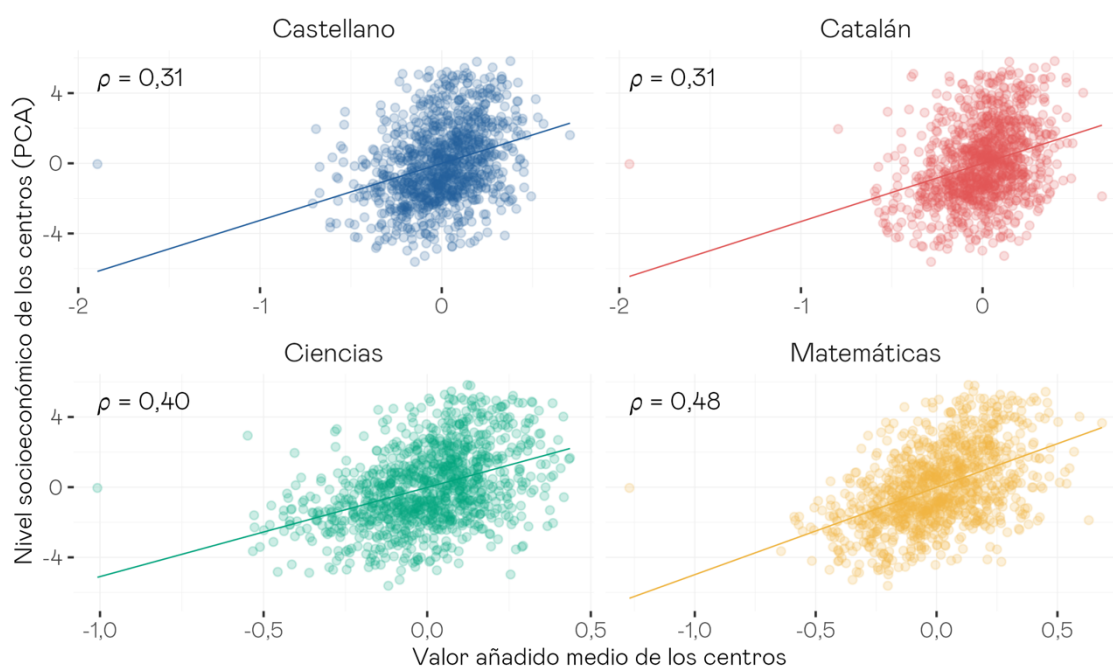 Castellano
Catalán
ρ = 0,31
ρ = 0,31
4
0
-4
-2
-1
0
-2
-1
0
Ciencias
Matemáticas
ρ = 0,40
ρ = 0,48
4
0
-4
-1,0
-0,5
0,0
0,5
-1,0
-0,5
0,0
0,5
Nivel socioeconómico de los centros (PCA)
Valor añadido medio de los centros